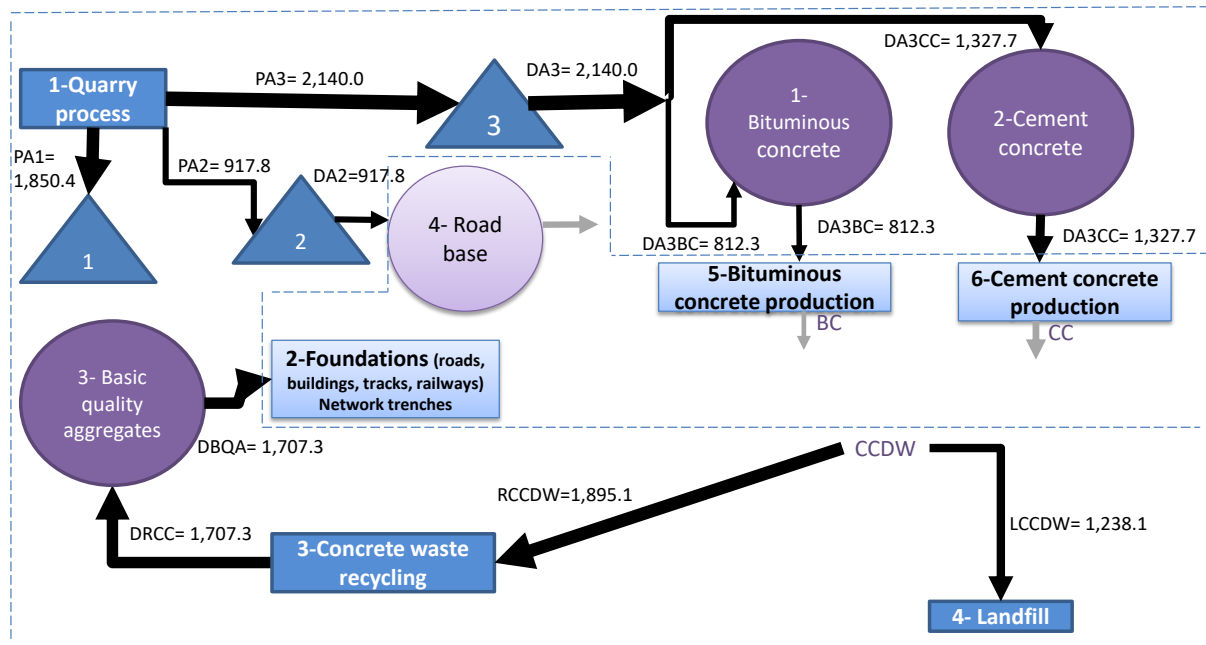 DA3CC= 1,327.7
PA3= 2,140.0
DA3= 2,140.0
1-Quarry
process
3
1-
Bituminous
concrete
2-Cement
concrete
PA1=
1,850.4
PA2= 917.8
DA2=917.8
1
2
4- Road
base
DA3BC= 812.3
DA3BC= 812.3
DA3CC= 1,327.7
5-Bituminous
concrete production
6-Cement concrete
production
BC
CC
3- Basic
quality
aggregates
2-Foundations (roads,
buildings, tracks, railways)
Network trenches
DBQA= 1,707.3
CCDW
RCCDW=1,895.1
LCCDW= 1,238.1
DRCC= 1,707.3
3-Concrete waste
recycling
4- Landfill